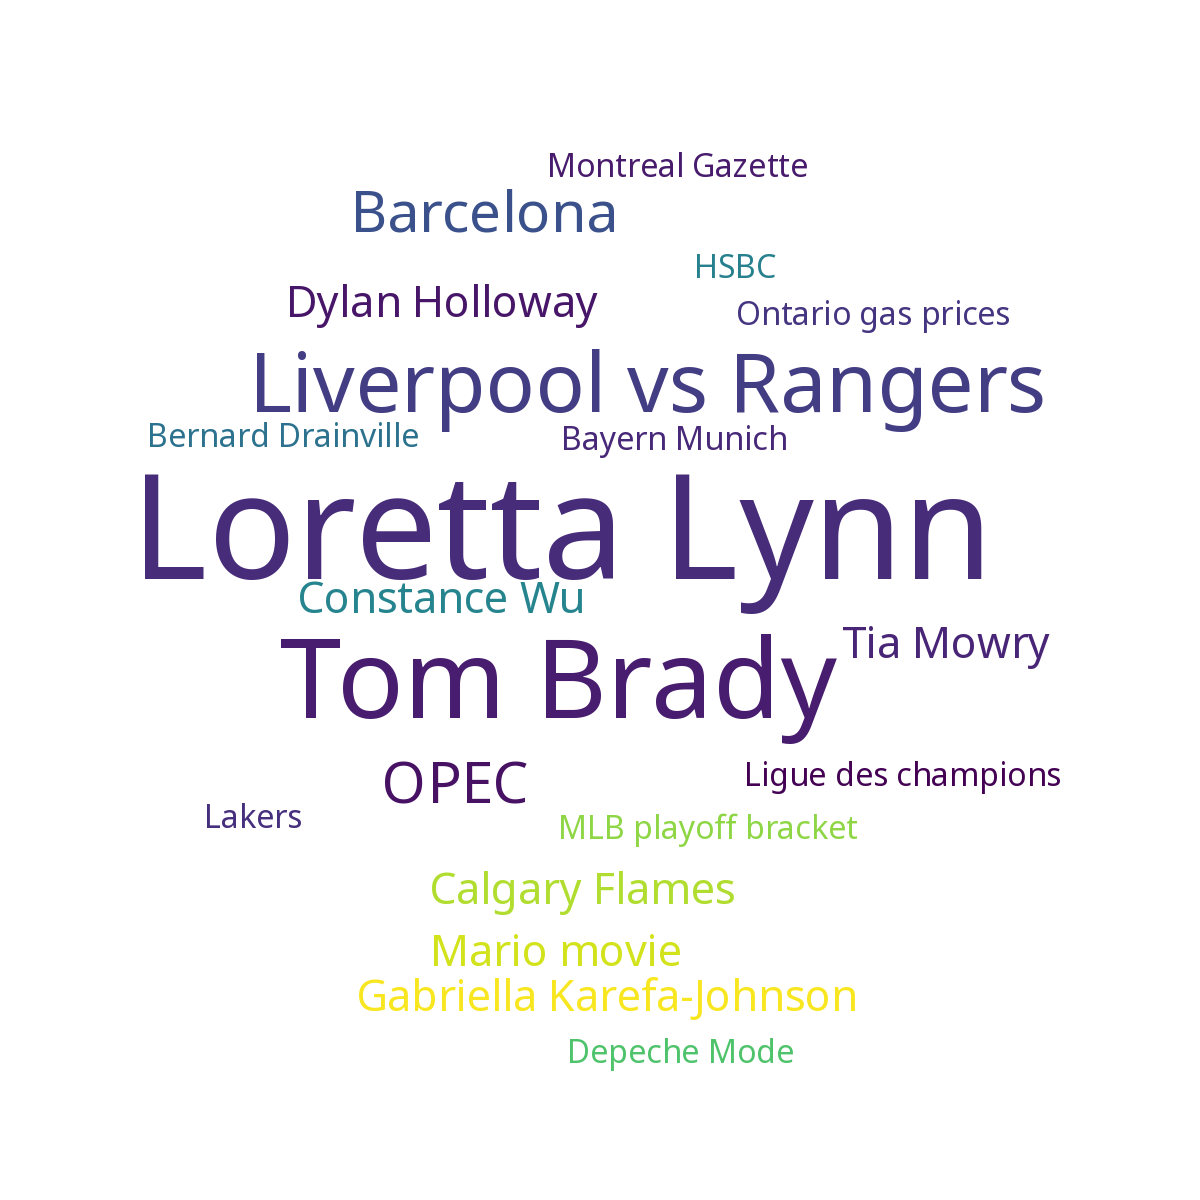 Montreal Gazette
Barcelona
HSBC
Dylan Holloway
Ontario gas prices
Liverpool vs Rangers
Bernard Drainville
Bayern Munich
Loretta Lynn
Constance Wu
Tia Mowry
Tom Brady
OPEC
Ligue des champions
Lakers
MLB playoff bracket
Calgary Flames
Mario movie
Gabriella Karefa-Johnson
Depeche Mode